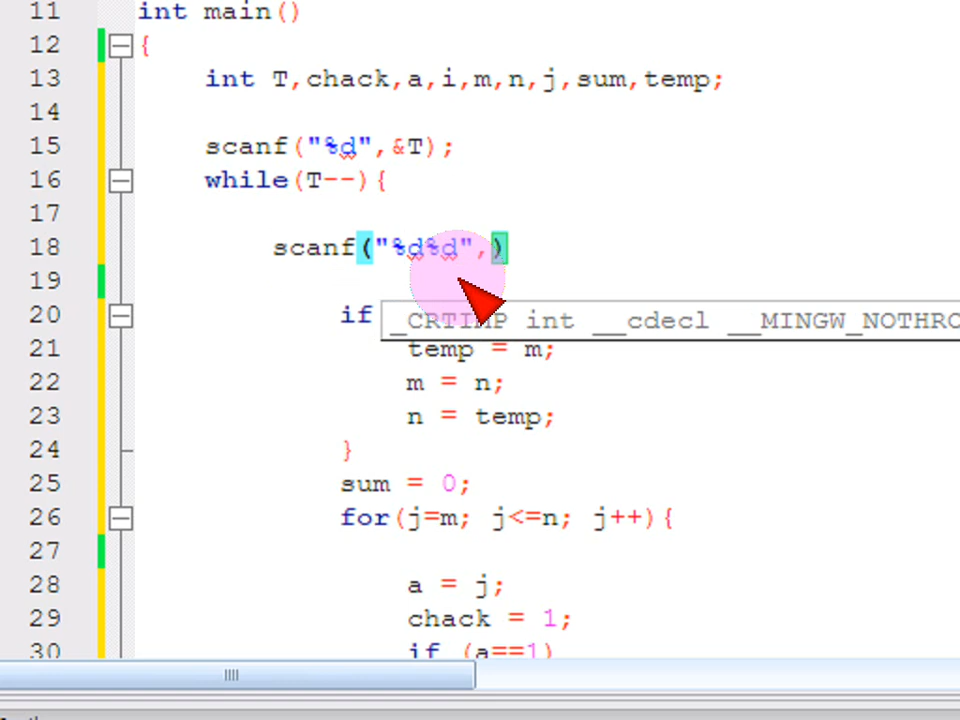 11 int main()
12 {
13 int T,chack,a,i,m,n,j,sum,temp;
14
15 scanf("%d",&T);
16 while(T--){
17
18 scanf("%d%d",)
19
20 if _CRTIMP int __cdecl __MINGW_NOTHRO
21 temp = m;
22 m = n;
23 n = temp;
24 }
25 sum = 0;
26 for(j=m; j<=n; j++){
27
28 a = j;
29 chack = 1;
30 if (a==1)